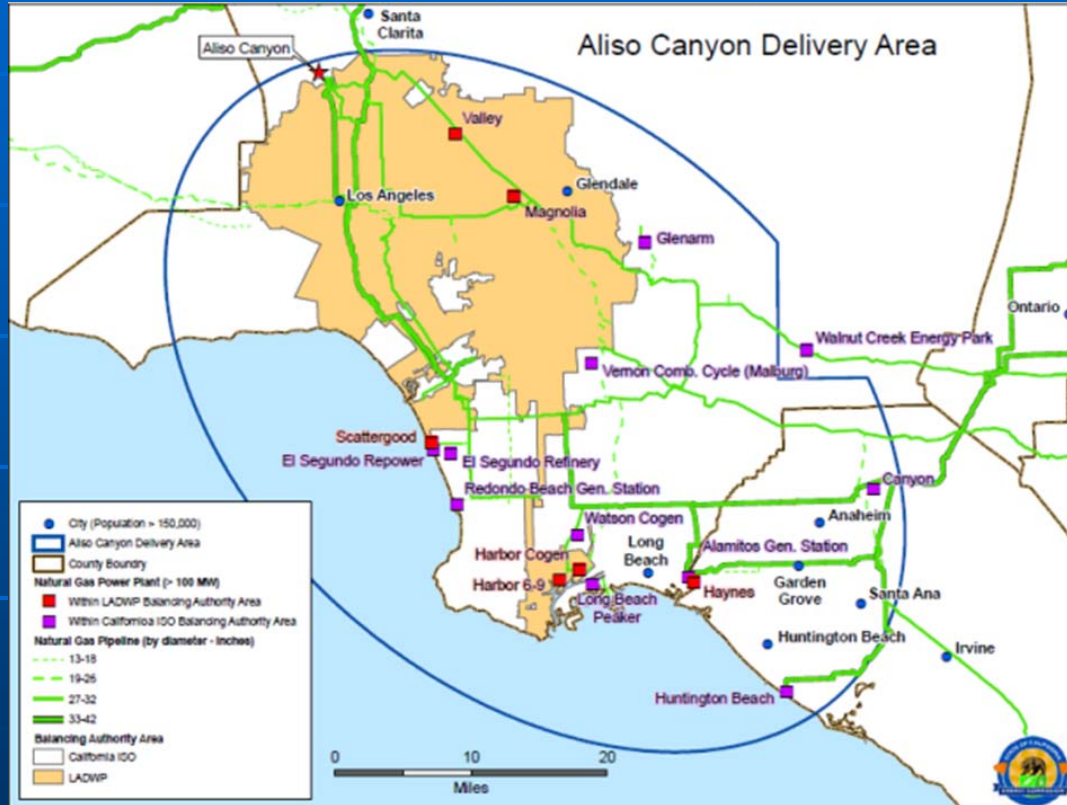 Aliso Canyon Delivery Area
Santa
Clarita
Aliso Canyon
Valley
Glendale
Los Angeles
Magnolia
Glenarm
Ontario
Walnut Creek Energy Park
Vernon Comb. Cycle (Malburg)
Scattergood
El Segundo Repower
El Segundo Refinery
Redondo Beach Gen. Station
Canyon
Watson Cogen
Anaheim
Harbor Cogen
Long
Beach
Alamitos Gen. Station
Harbor 6-9
Haynes
Garden
Grove
Long Beach
Peaker
Santa Ana
Huntington Beach
Irvine
Huntington Beach
City (Population > 150,000)
Aliso Canyon Delivery Area
County Boundry
Natural Gas Power Plant (> 100 MW)
Within LADWP Balancing Authority Area
Within California ISO Balancing Authority Area
Natural Gas Pipeline (by diameter - inches)
13-18
19-26
27-32
33-42
Balancing Authority Area
California ISO
LADWP
0 10 20
Miles
STATE OF CALIFORNIA
ENERGY COMMISSION